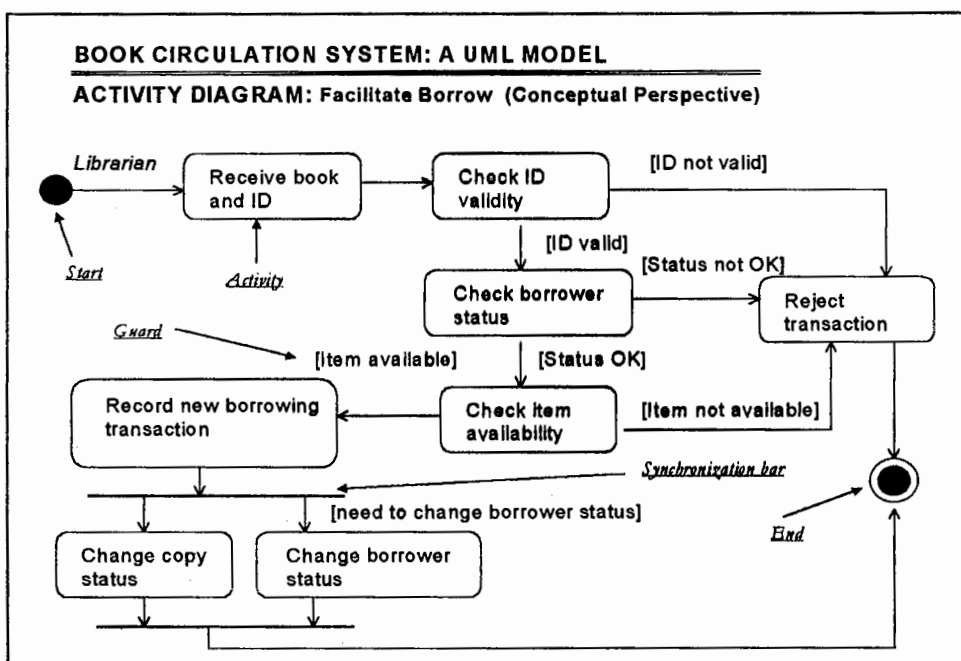 BOOK CIRCULATION SYSTEM: A UML MODEL
ACTIVITY DIAGRAM: Facilitate Borrow (Conceptual Perspective)
Librarian
Receive book
and ID
Check ID
validity
[ID not valid]
Start
Activity
[ID valid]
[Status not OK]
Check borrower
status
Reject
transaction
Guard
[Item available]
[Status OK]
Record new borrowing
transaction
Check item
availability
[Item not available]
Synchronization bar
[need to change borrower status]
End
Change copy
status
Change borrower
status